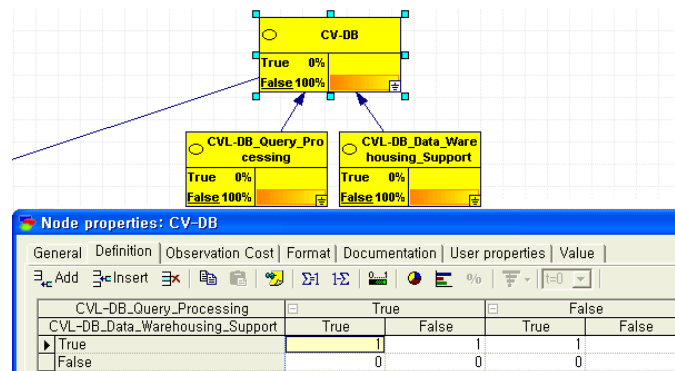 CV-DB
True 0%
False 100%
CVL-DB_Query_Pro
cessing
True 0%
False 100%
CVL-DB_Data_Ware
housing_Support
True 0%
False 100%
Node properties: CV-DB
General Definition Observation Cost Format Documentation User properties Value
Add Insert Σ=1 1-Σ % t=0
CVL-DB_Query_Processing True False
CVL-DB_Data_Warehousing_Support True False True False
True 1 1 1
False 0 0 0